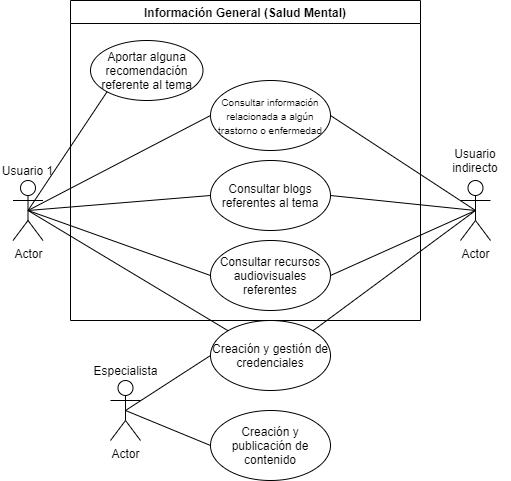 Información General (Salud Mental)
Aportar alguna
recomendación
referente al tema
Consultar información
relacionada a algún
trastorno o enfermedad
Usuario 1
Usuario
indirecto
Consultar blogs
referentes al tema
Actor
Actor
Consultar recursos
audiovisuales
referentes
Creación y gestión de
credenciales
Especialista
Actor
Creación y
publicación de
contenido